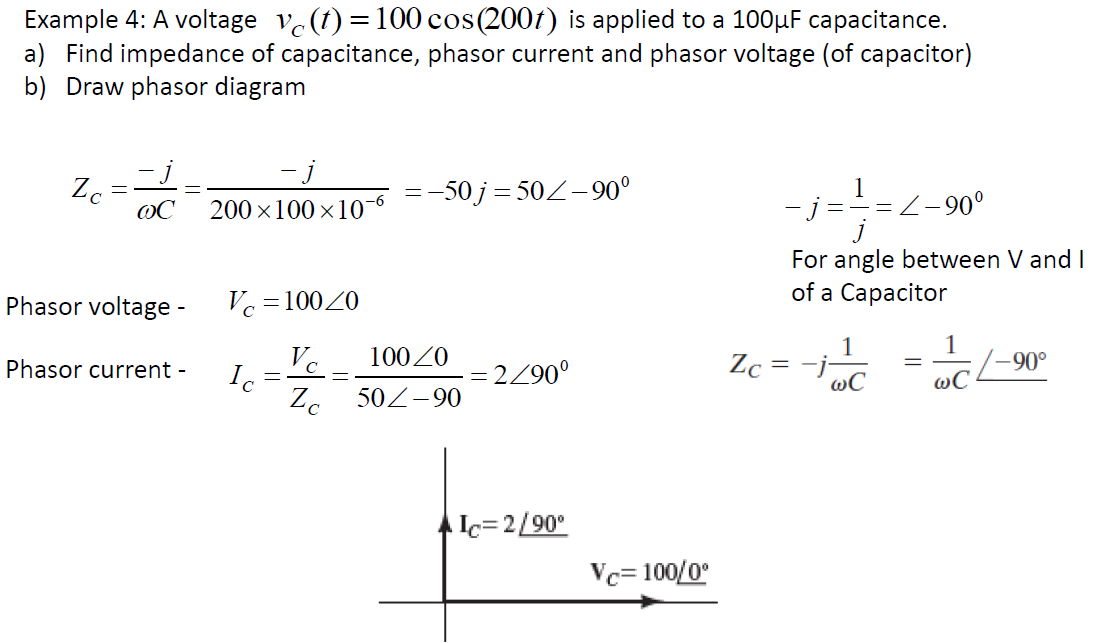 Example 4: A voltage v_C(t) = 100 cos(200t) is applied to a 100μF capacitance.
a) Find impedance of capacitance, phasor current and phasor voltage (of capacitor)
b) Draw phasor diagram
Z_C = −j / ωC = −j / 200×100×10^−6 = −50j = 50∠−90⁰
−j = 1/j = ∠−90⁰
For angle between V and I
of a Capacitor
Phasor voltage - V_C = 100∠0
Phasor current - I_C = V_C / Z_C = 100∠0 / 50∠−90 = 2∠90⁰
Z_C = −j 1/ωC = 1/ωC ∠−90°
I_C= 2∠90°
V_C= 100∠0°